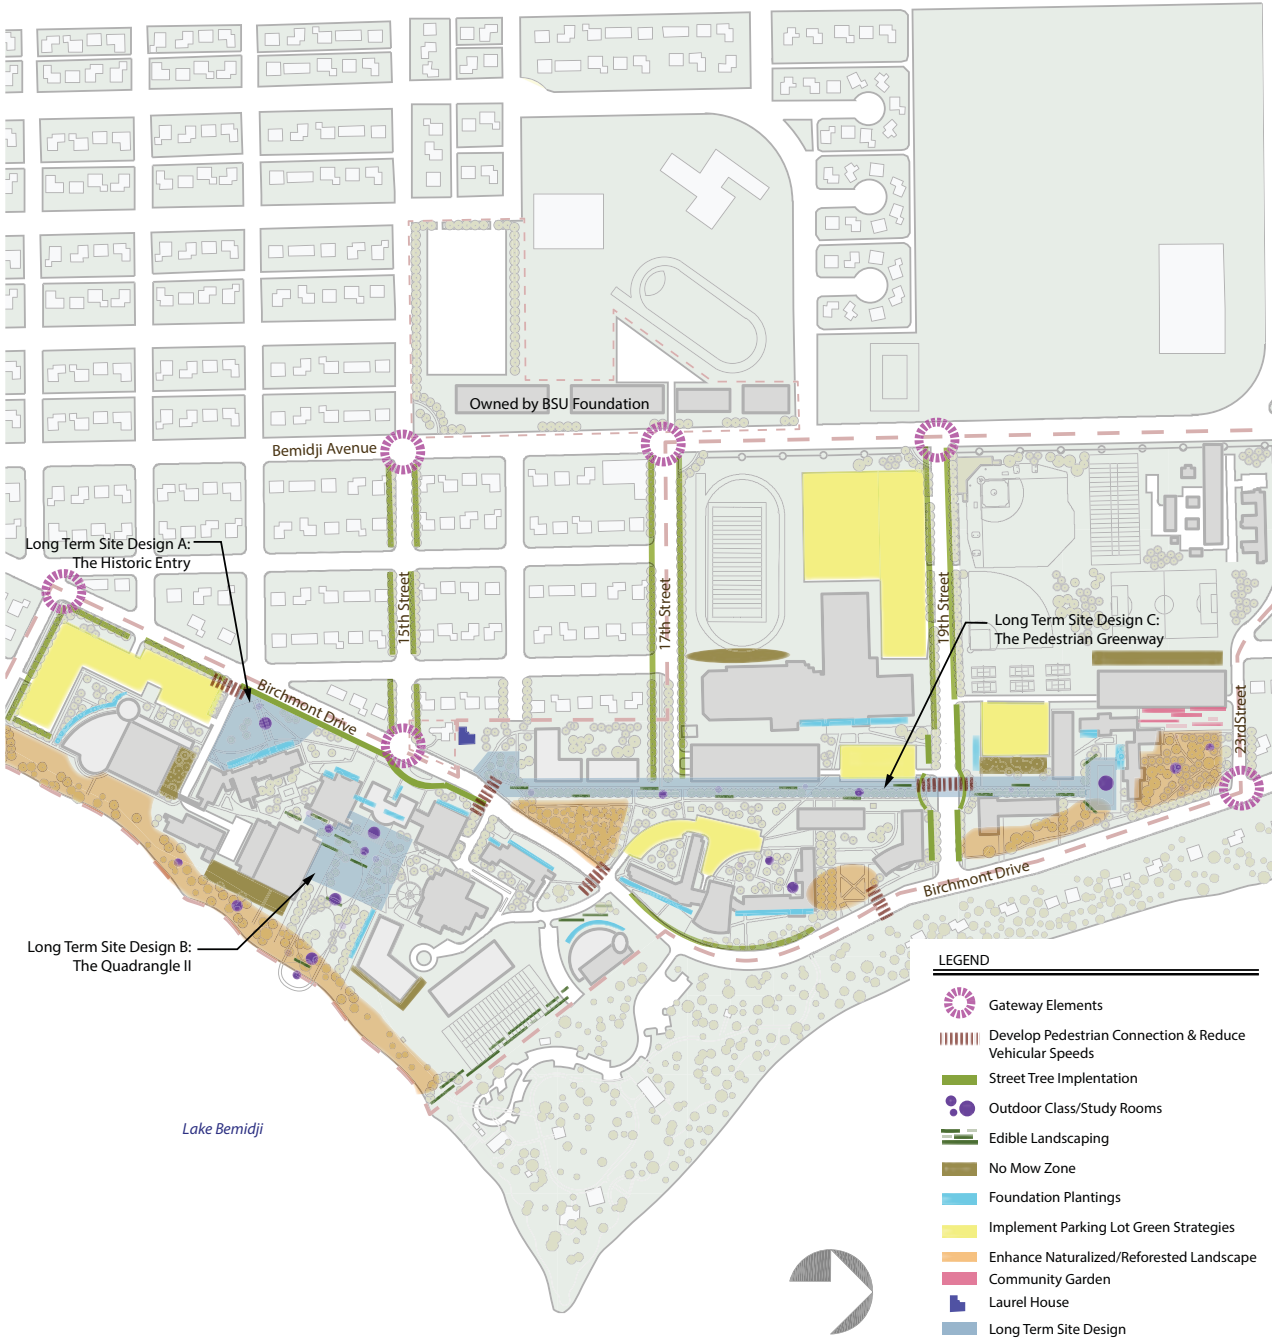 Owned by BSU Foundation
Bemidji Avenue
Long Term Site Design A:
The Historic Entry
15th Street
17th Street
19th Street
Long Term Site Design C:
The Pedestrian Greenway
Birchmont Drive
23rdStreet
Birchmont Drive
Long Term Site Design B:
The Quadrangle II
Lake Bemidji
LEGEND
Gateway Elements
Develop Pedestrian Connection & Reduce
Vehicular Speeds
Street Tree Implentation
Outdoor Class/Study Rooms
Edible Landscaping
No Mow Zone
Foundation Plantings
Implement Parking Lot Green Strategies
Enhance Naturalized/Reforested Landscape
Community Garden
Laurel House
Long Term Site Design